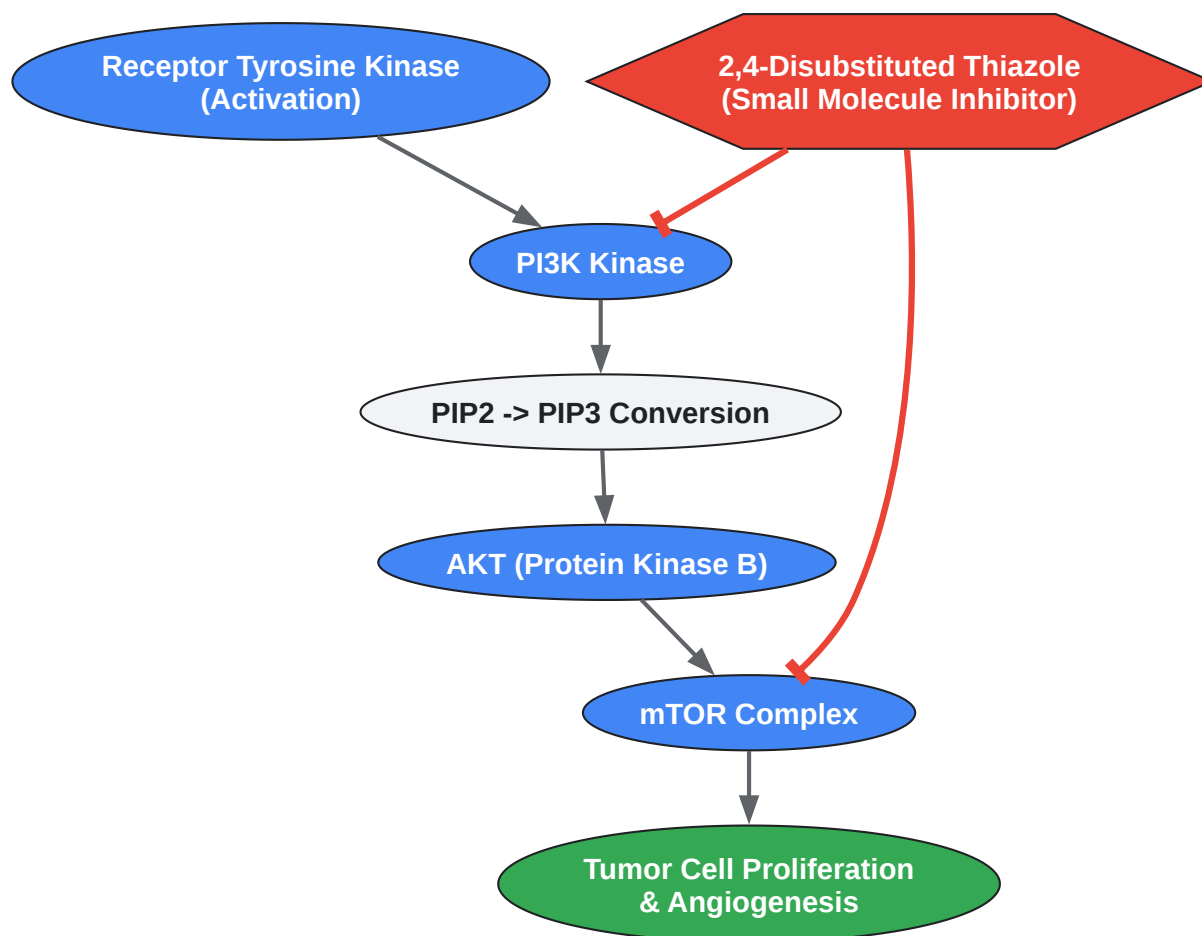 Receptor Tyrosine Kinase
(Activation)
2,4-Disubstituted Thiazole
(Small Molecule Inhibitor)
PI3K Kinase
PIP2 -> PIP3 Conversion
AKT (Protein Kinase B)
mTOR Complex
Tumor Cell Proliferation
& Angiogenesis